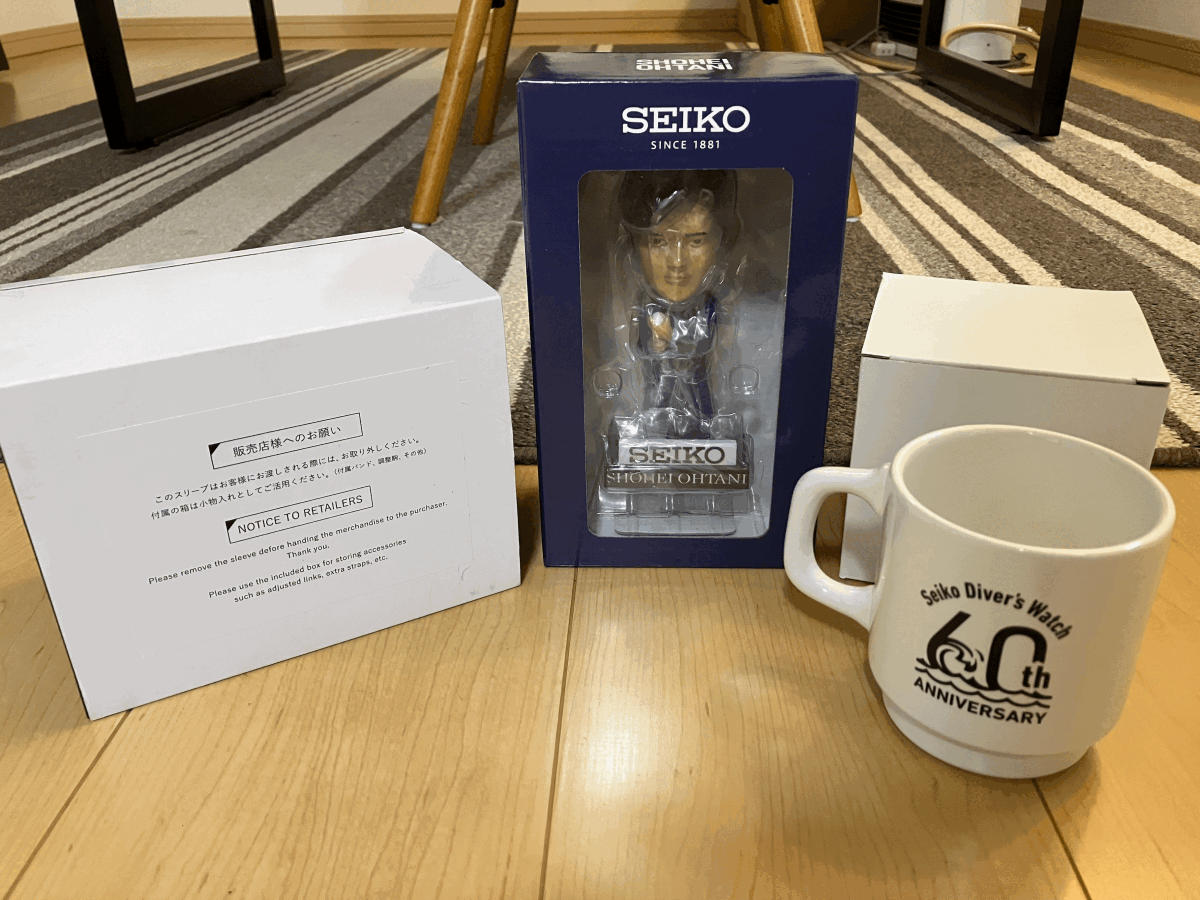 販売店様へのお願い
このスリーブはお客様にお渡しされる際には、お取り外しください。
付属の箱は小物入れとしてご活用ください。(付属バンド、調整駒、その他)
NOTICE TO RETAILERS
Please remove the sleeve defore handing the merchandise to the purchaser.
Thank you.
Please use the included box for storing accessories
such as adjusted links, extra straps, etc.
SHOHEI
OHTANI
SEIKO
SINCE 1881
SEIKO
SHOHEI OHTANI
Seiko Diver's Watch
60th
ANNIVERSARY